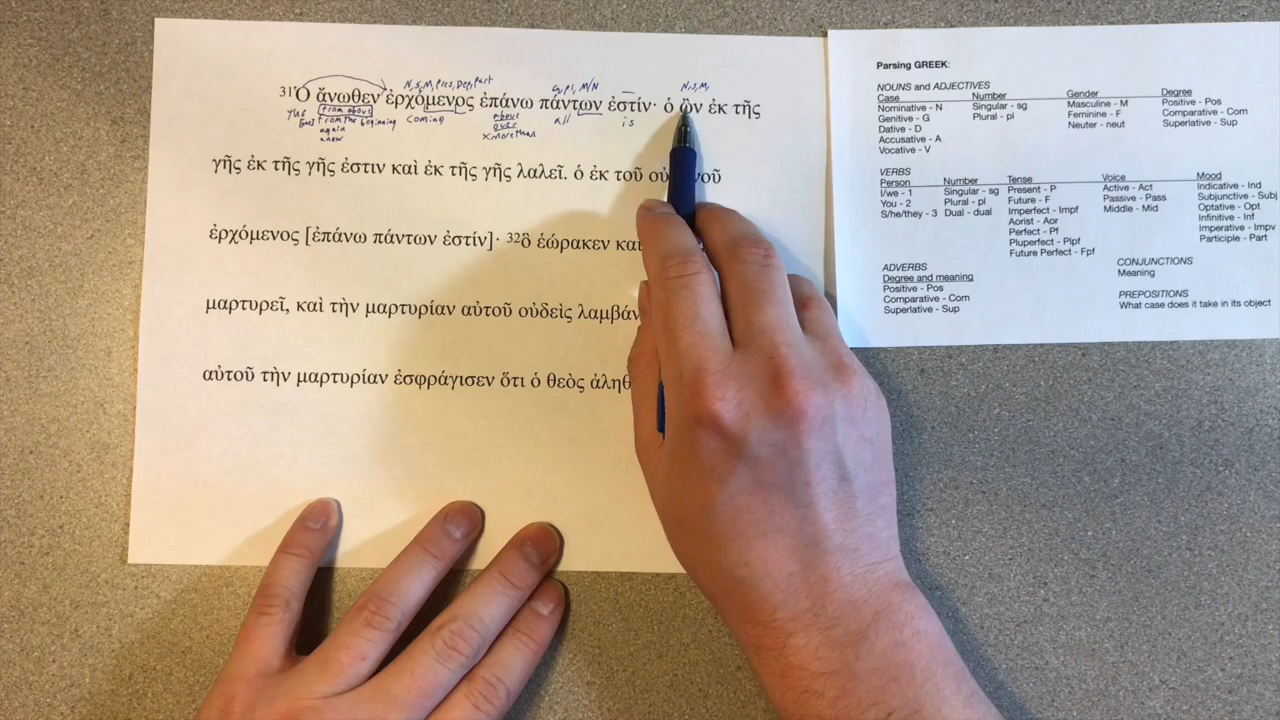 N, S, M, Pres, Dep, Part G, Pl, M/N N, S, M,
31Ὁ ἄνωθεν ἐρχόμενος ἐπάνω πάντων ἐστίν· ὁ ὢν ἐκ τῆς
The from above coming above all is
from the beginning over
again x more than
anew
γῆς ἐκ τῆς γῆς ἐστιν καὶ ἐκ τῆς γῆς λαλεῖ. ὁ ἐκ τοῦ
ἐρχόμενος [ἐπάνω πάντων ἐστίν]· 32ὃ ἑώρακεν καὶ
μαρτυρεῖ, καὶ τὴν μαρτυρίαν αὐτοῦ οὐδεὶς
αὐτοῦ τὴν μαρτυρίαν ἐσφράγισεν ὅτι ὁ θεὸς
Parsing GREEK:
NOUNS and ADJECTIVES
Case Number Gender Degree
Nominative - N Singular - sg Masculine - M Positive - Pos
Genitive - G Plural - pl Feminine - F Comparative - Com
Dative - D Neuter - neut Superlative - Sup
Accusative - A
Vocative - V
VERBS
Person Number Tense Voice Mood
I/we - 1 Singular - sg Present - P Active - Act Indicative - Ind
You - 2 Plural - pl Future - F Passive - Pass Subjunctive - Subj
S/he/they - 3 Dual - dual Imperfect - Impf Middle - Mid Optative - Opt
Aorist - Aor Infinitive - Inf
Perfect - Pf Imperative - Impv
Pluperfect - Plpf Participle - Part
Future Perfect - Fpf
ADVERBS
Degree and meaning
Positive - Pos
Comparative - Com
Superlative - Sup
CONJUNCTIONS
Meaning
PREPOSITIONS
What case does it take in its object